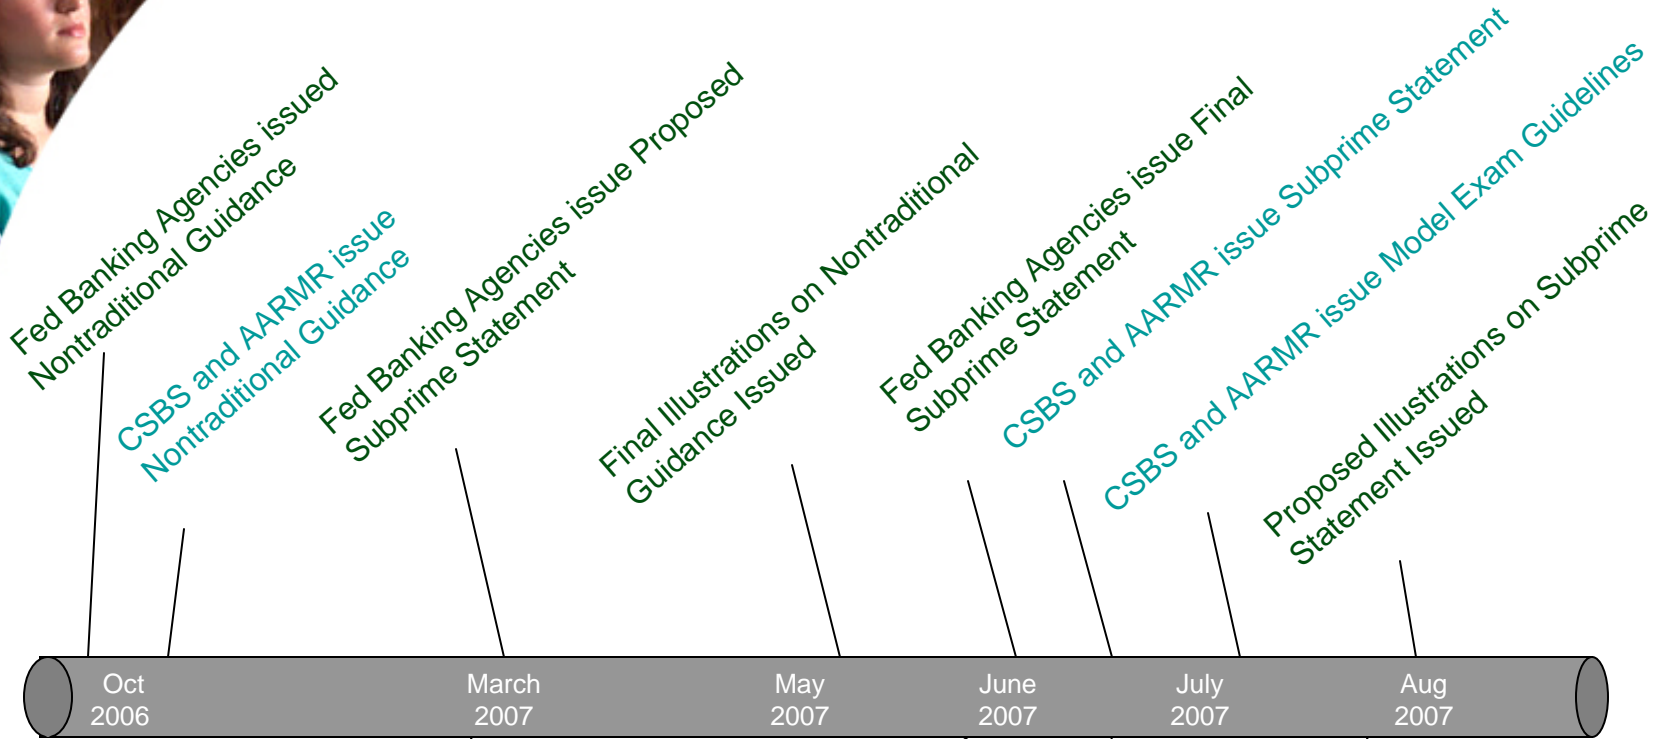 Fed Banking Agencies issued
Nontraditional Guidance
CSBS and AARMR issue
Nontraditional Guidance
Fed Banking Agencies issue Proposed
Subprime Statement
Final Illustrations on Nontraditional
Guidance Issued
Fed Banking Agencies issue Final
Subprime Statement
CSBS and AARMR issue Subprime Statement
CSBS and AARMR issue Model Exam Guidelines
Proposed Illustrations on Subprime
Statement Issued
Oct
2006
March
2007
May
2007
June
2007
July
2007
Aug
2007